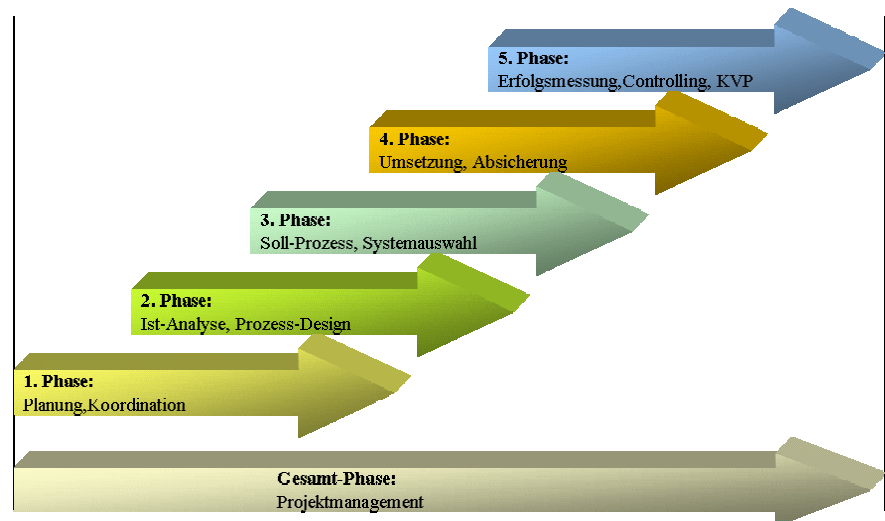 5. Phase:
Erfolgsmessung,Controlling, KVP
4. Phase:
Umsetzung, Absicherung
3. Phase:
Soll-Prozess, Systemauswahl
2. Phase:
Ist-Analyse, Prozess-Design
1. Phase:
Planung,Koordination
Gesamt-Phase:
Projektmanagement